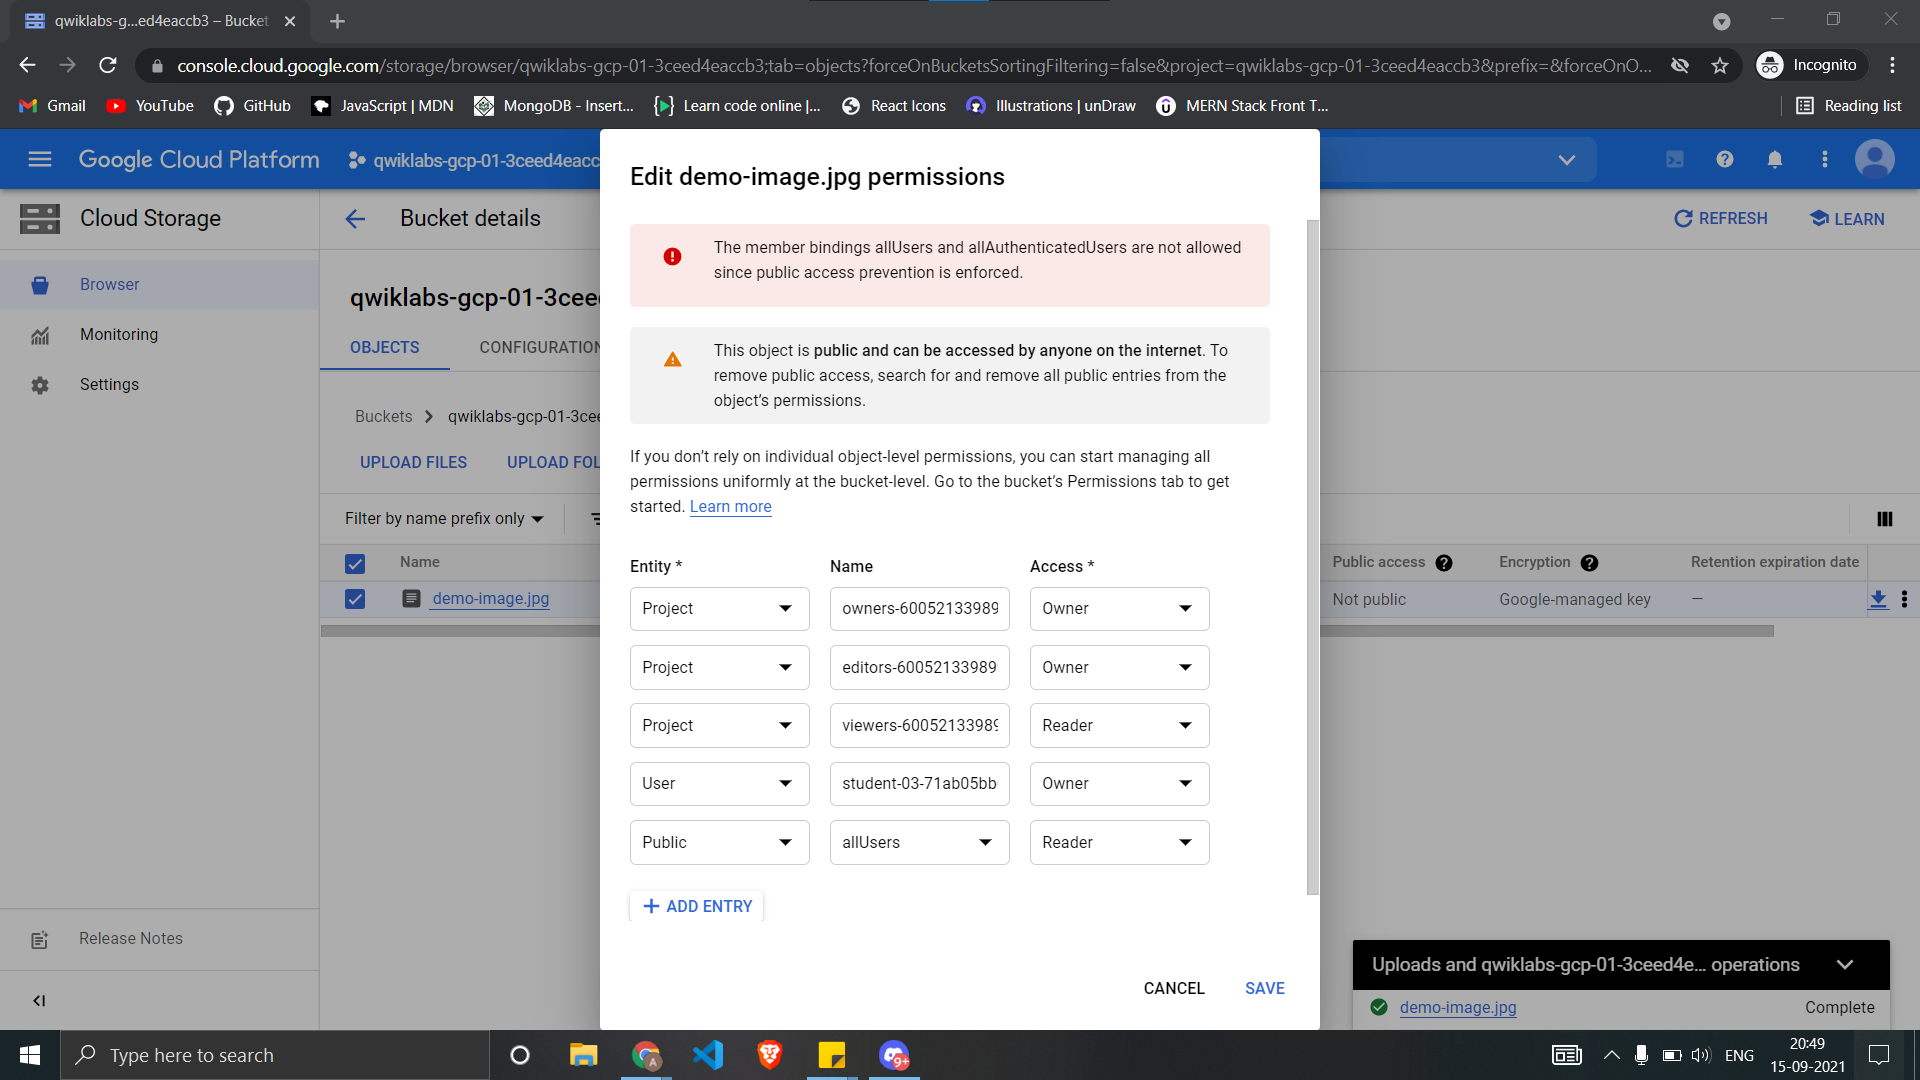 qwiklabs-g...ed4eaccb3 – Bucket
console.cloud.google.com/storage/browser/qwiklabs-gcp-01-3ceed4eaccb3;tab=objects?forceOnBucketsSortingFiltering=false&project=qwiklabs-gcp-01-3ceed4eaccb3&prefix=&forceOnO...
Incognito
Gmail
YouTube
GitHub
JavaScript | MDN
MongoDB - Insert...
Learn code online |...
React Icons
Illustrations | unDraw
MERN Stack Front T...
Reading list
Google Cloud Platform
qwiklabs-gcp-01-3ceed4eacc
Cloud Storage
Bucket details
REFRESH
LEARN
Browser
Monitoring
Settings
Release Notes
qwiklabs-gcp-01-3cee
OBJECTS
CONFIGURATION
Buckets
qwiklabs-gcp-01-3cee
UPLOAD FILES
UPLOAD FOL
Filter by name prefix only
Name
Public access
Encryption
Retention expiration date
demo-image.jpg
Not public
Google-managed key
—
Edit demo-image.jpg permissions
The member bindings allUsers and allAuthenticatedUsers are not allowed
since public access prevention is enforced.
This object is public and can be accessed by anyone on the internet. To
remove public access, search for and remove all public entries from the
object’s permissions.
If you don’t rely on individual object-level permissions, you can start managing all
permissions uniformly at the bucket-level. Go to the bucket’s Permissions tab to get
started. Learn more
Entity *
Name
Access *
Project
owners-60052133989
Owner
Project
editors-60052133989
Owner
Project
viewers-60052133989
Reader
User
student-03-71ab05bb
Owner
Public
allUsers
Reader
ADD ENTRY
CANCEL
SAVE
Uploads and qwiklabs-gcp-01-3ceed4e... operations
demo-image.jpg
Complete
Type here to search
A
9+
ENG
20:49
15-09-2021